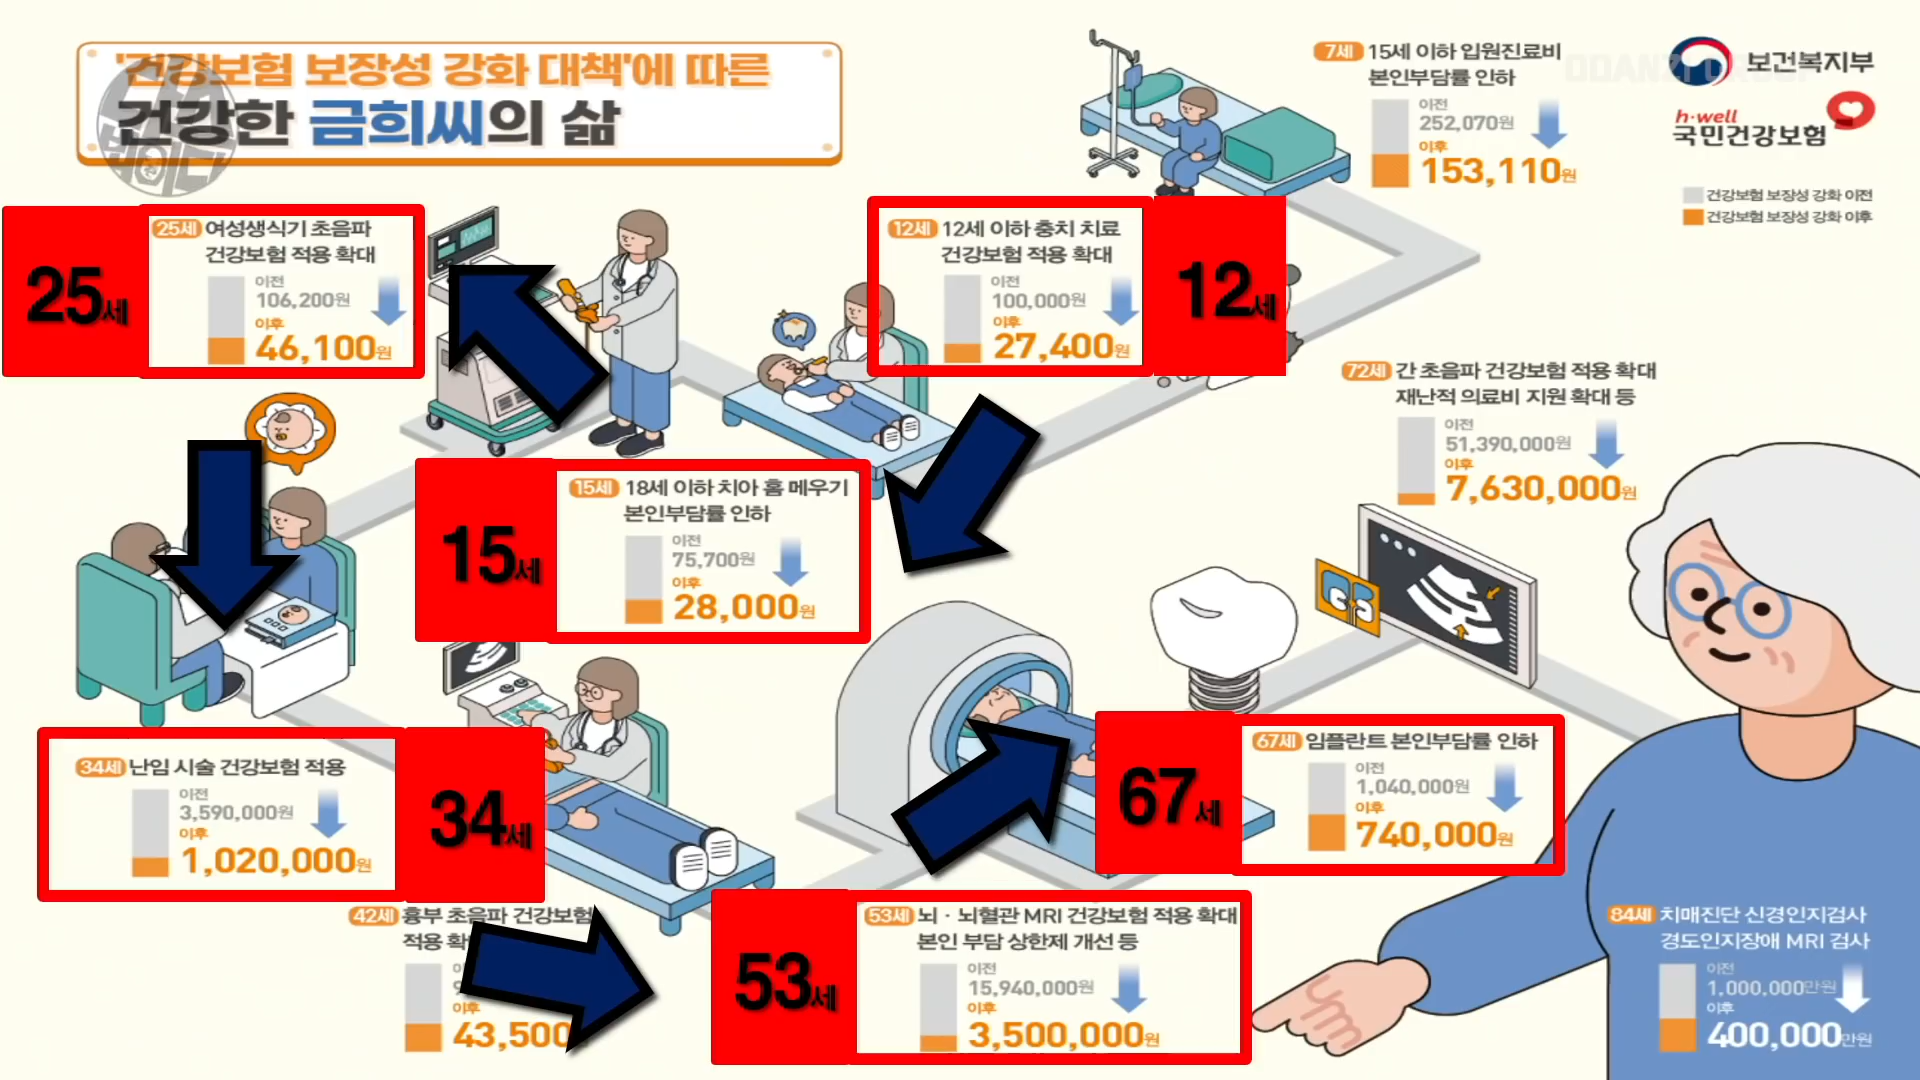 '건강보험 보장성 강화 대책'에 따른
건강한 금희씨의 삶
7세 15세 이하 입원진료비
본인부담률 인하
이전
252,070원
이후
153,110원
DDANZI GROUP
보건복지부
h·well
국민건강보험
건강보험 보장성 강화 이전
건강보험 보장성 강화 이후
25세
25세 여성생식기 초음파
건강보험 적용 확대
이전
106,200원
이후
46,100원
12세 12세 이하 충치 치료
건강보험 적용 확대
이전
100,000원
이후
27,400원
12세
15세
15세 18세 이하 치아 홈 메우기
본인부담률 인하
이전
75,700원
이후
28,000원
72세 간 초음파 건강보험 적용 확대
재난적 의료비 지원 확대 등
이전
51,390,000원
이후
7,630,000원
34세 난임 시술 건강보험 적용
이전
3,590,000원
이후
1,020,000원
34세
67세
67세 임플란트 본인부담률 인하
이전
1,040,000원
이후
740,000원
42세 흉부 초음파 건강보험
적용
이후
43,500
53세
53세 뇌·뇌혈관 MRI 건강보험 적용 확대
본인 부담 상한제 개선 등
이전
15,940,000원
이후
3,500,000원
84세 치매진단 신경인지검사
경도인지장애 MRI 검사
이전
1,000,000만원
이후
400,000만원